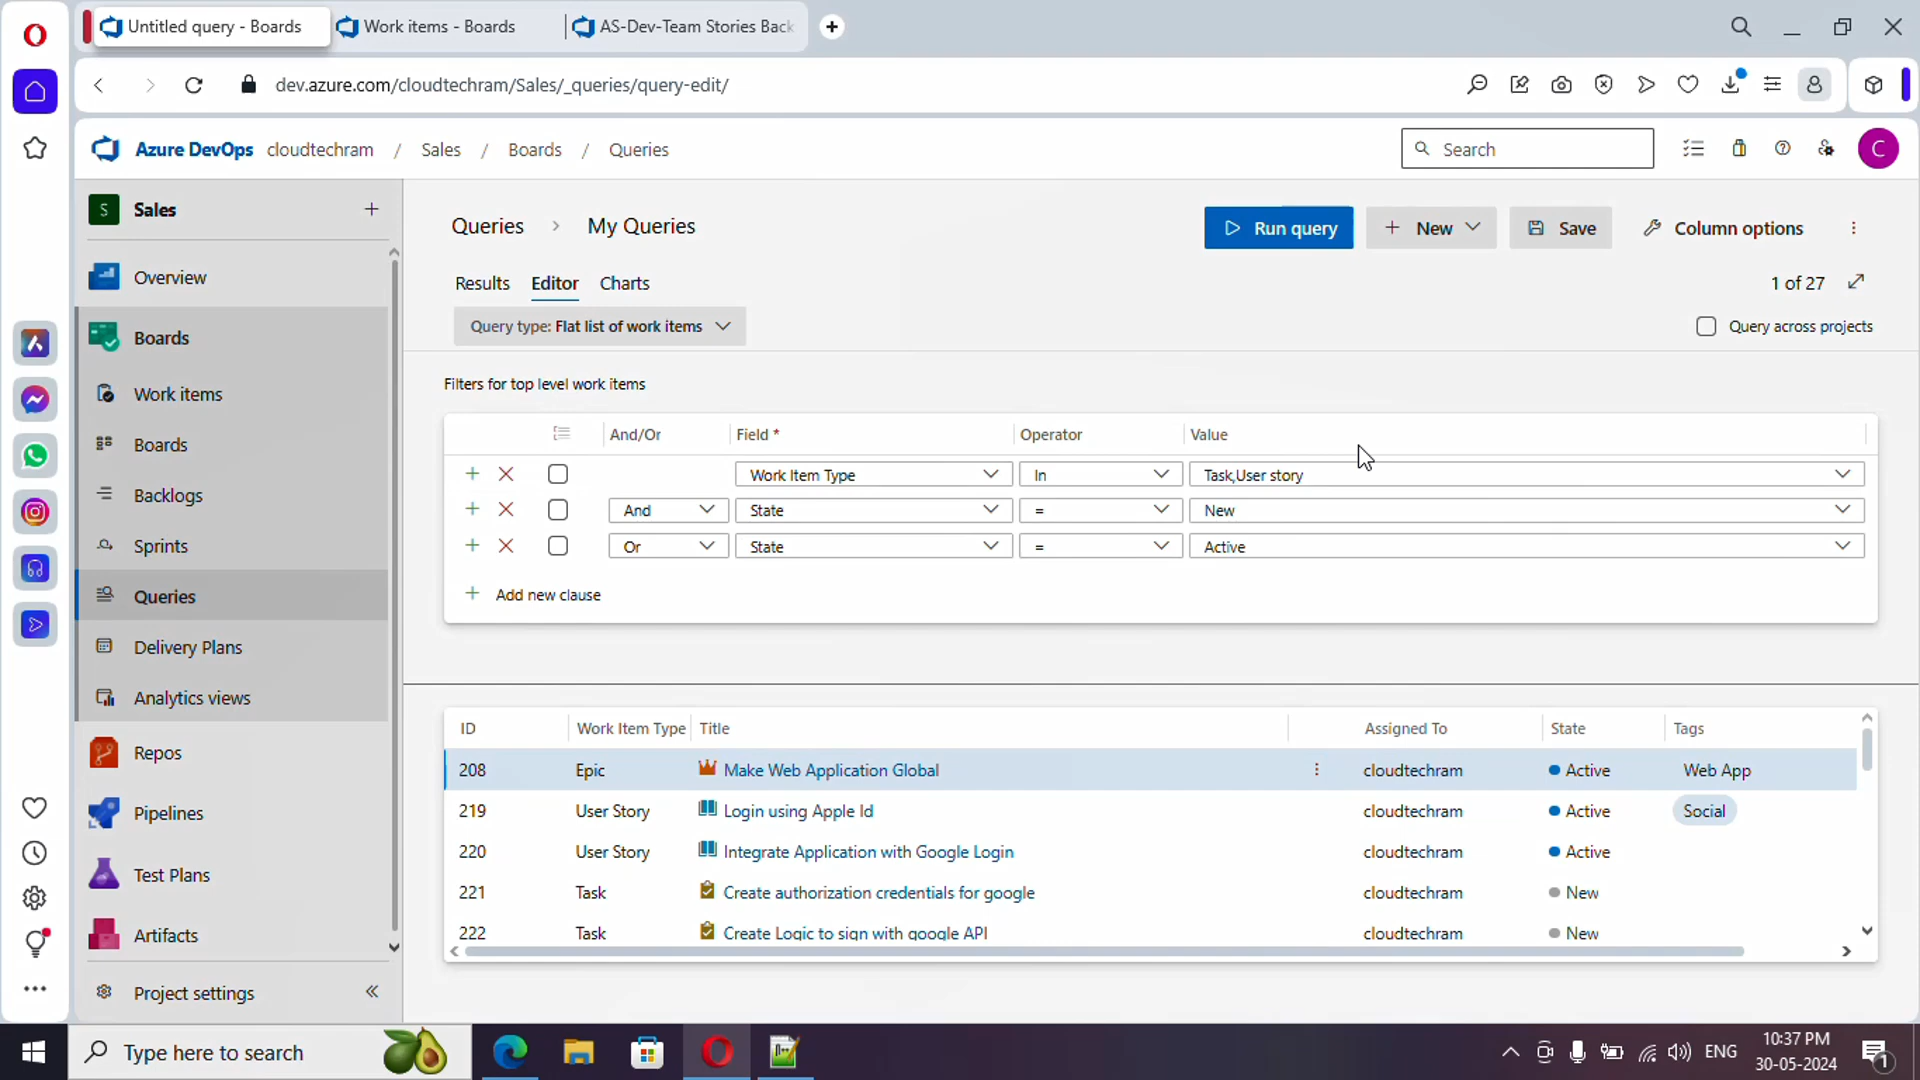 Untitled query - Boards
Work items - Boards
AS-Dev-Team Stories Back
dev.azure.com/cloudtechram/Sales/_queries/query-edit/
Azure DevOps cloudtechram / Sales / Boards / Queries
Search
C
S Sales
Overview
Boards
Work items
Boards
Backlogs
Sprints
Queries
Delivery Plans
Analytics views
Repos
Pipelines
Test Plans
Artifacts
Project settings
Queries > My Queries
Run query
New
Save
Column options
Results Editor Charts
1 of 27
Query type: Flat list of work items
Query across projects
Filters for top level work items
And/Or Field * Operator Value
Work Item Type In Task,User story
And State = New
Or State = Active
Add new clause
ID Work Item Type Title Assigned To State Tags
208 Epic Make Web Application Global cloudtechram Active Web App
219 User Story Login using Apple Id cloudtechram Active Social
220 User Story Integrate Application with Google Login cloudtechram Active
221 Task Create authorization credentials for google cloudtechram New
222 Task Create Logic to sign with google API cloudtechram New
Type here to search
ENG
10:37 PM
30-05-2024
1